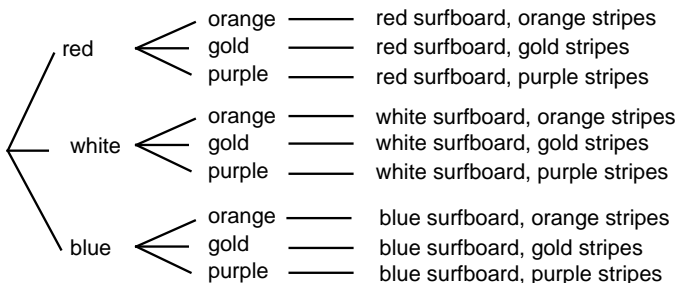 orange red surfboard, orange stripes
red gold red surfboard, gold stripes
purple red surfboard, purple stripes
orange white surfboard, orange stripes
white gold white surfboard, gold stripes
purple white surfboard, purple stripes
orange blue surfboard, orange stripes
blue gold blue surfboard, gold stripes
purple blue surfboard, purple stripes